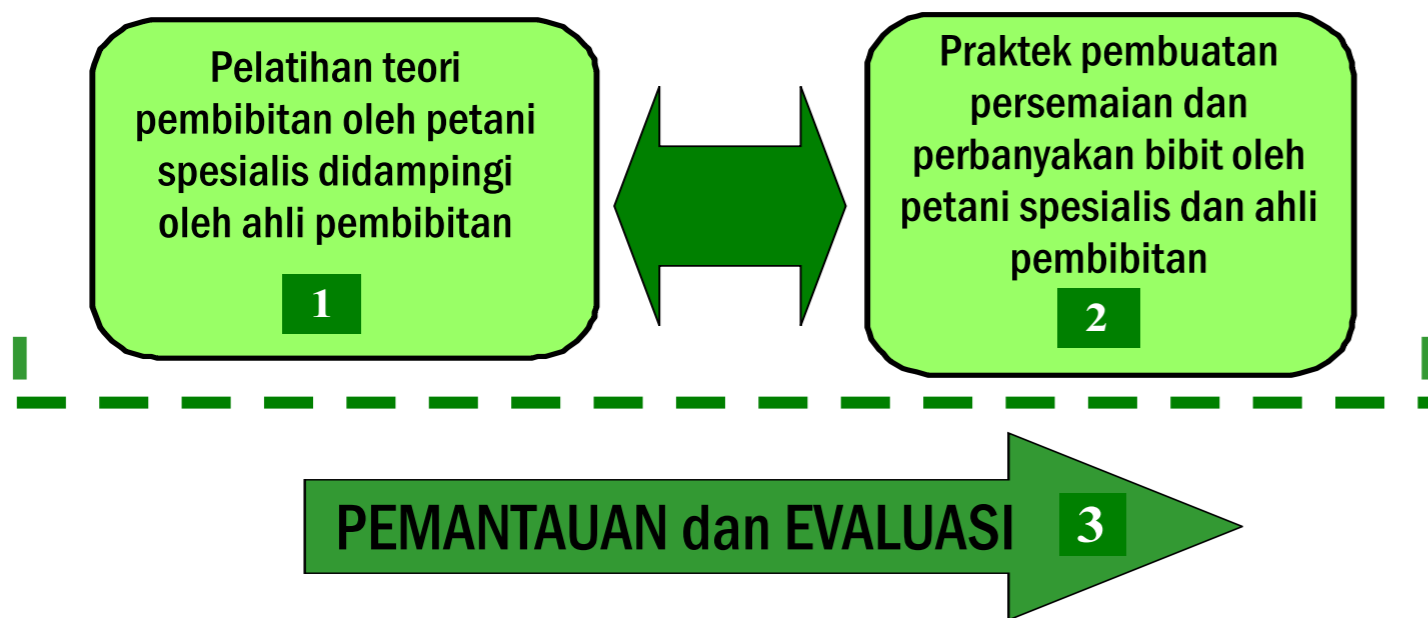 Pelatihan teori
pembibitan oleh petani
spesialis didampingi
oleh ahli pembibitan
1
Praktek pembuatan
persemaian dan
perbanyakan bibit oleh
petani spesialis dan ahli
pembibitan
2
PEMANTAUAN dan EVALUASI 3